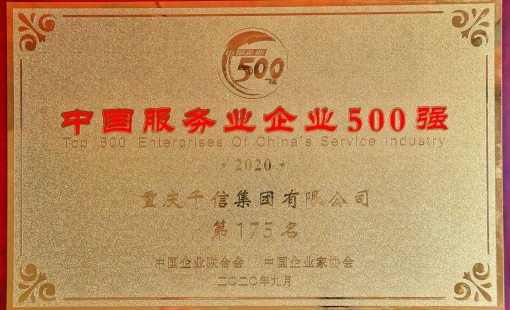 500
中国服务业企业500强
Top 500 Enterprises Of China's Service Industry
* 2020 *
重庆千信集团有限公司
第175名
中国企业联合会 中国企业家协会
二〇二〇年九月